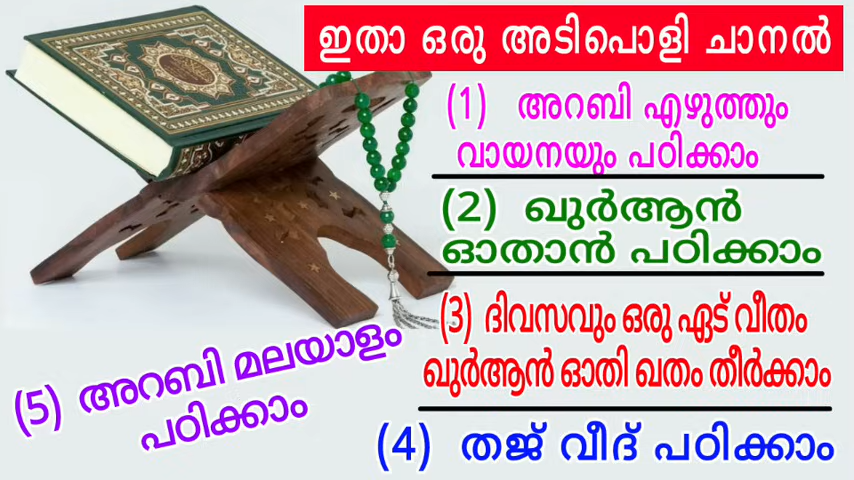 ഇതാ ഒരു അടിപൊളി ചാനൽ
(1) അറബി എഴുത്തും
വായനയും പഠിക്കാം
(2) ഖുർആൻ
ഓതാൻ പഠിക്കാം
(3) ദിവസവും ഒരു ഏട് വീതം
ഖുർആൻ ഓതി ഖതം തീർക്കാം
(4) തജ് വീദ് പഠിക്കാം
(5) അറബി മലയാളം
പഠിക്കാം